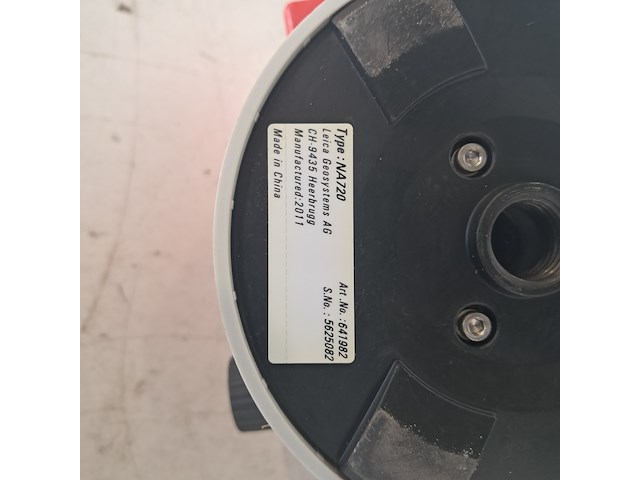 Type : NA720
Leica Geosystems AG
CH-9435 Heerbrugg
Manufactured:2011
Made in China
Art .No.:641982
S.No. : 5625082